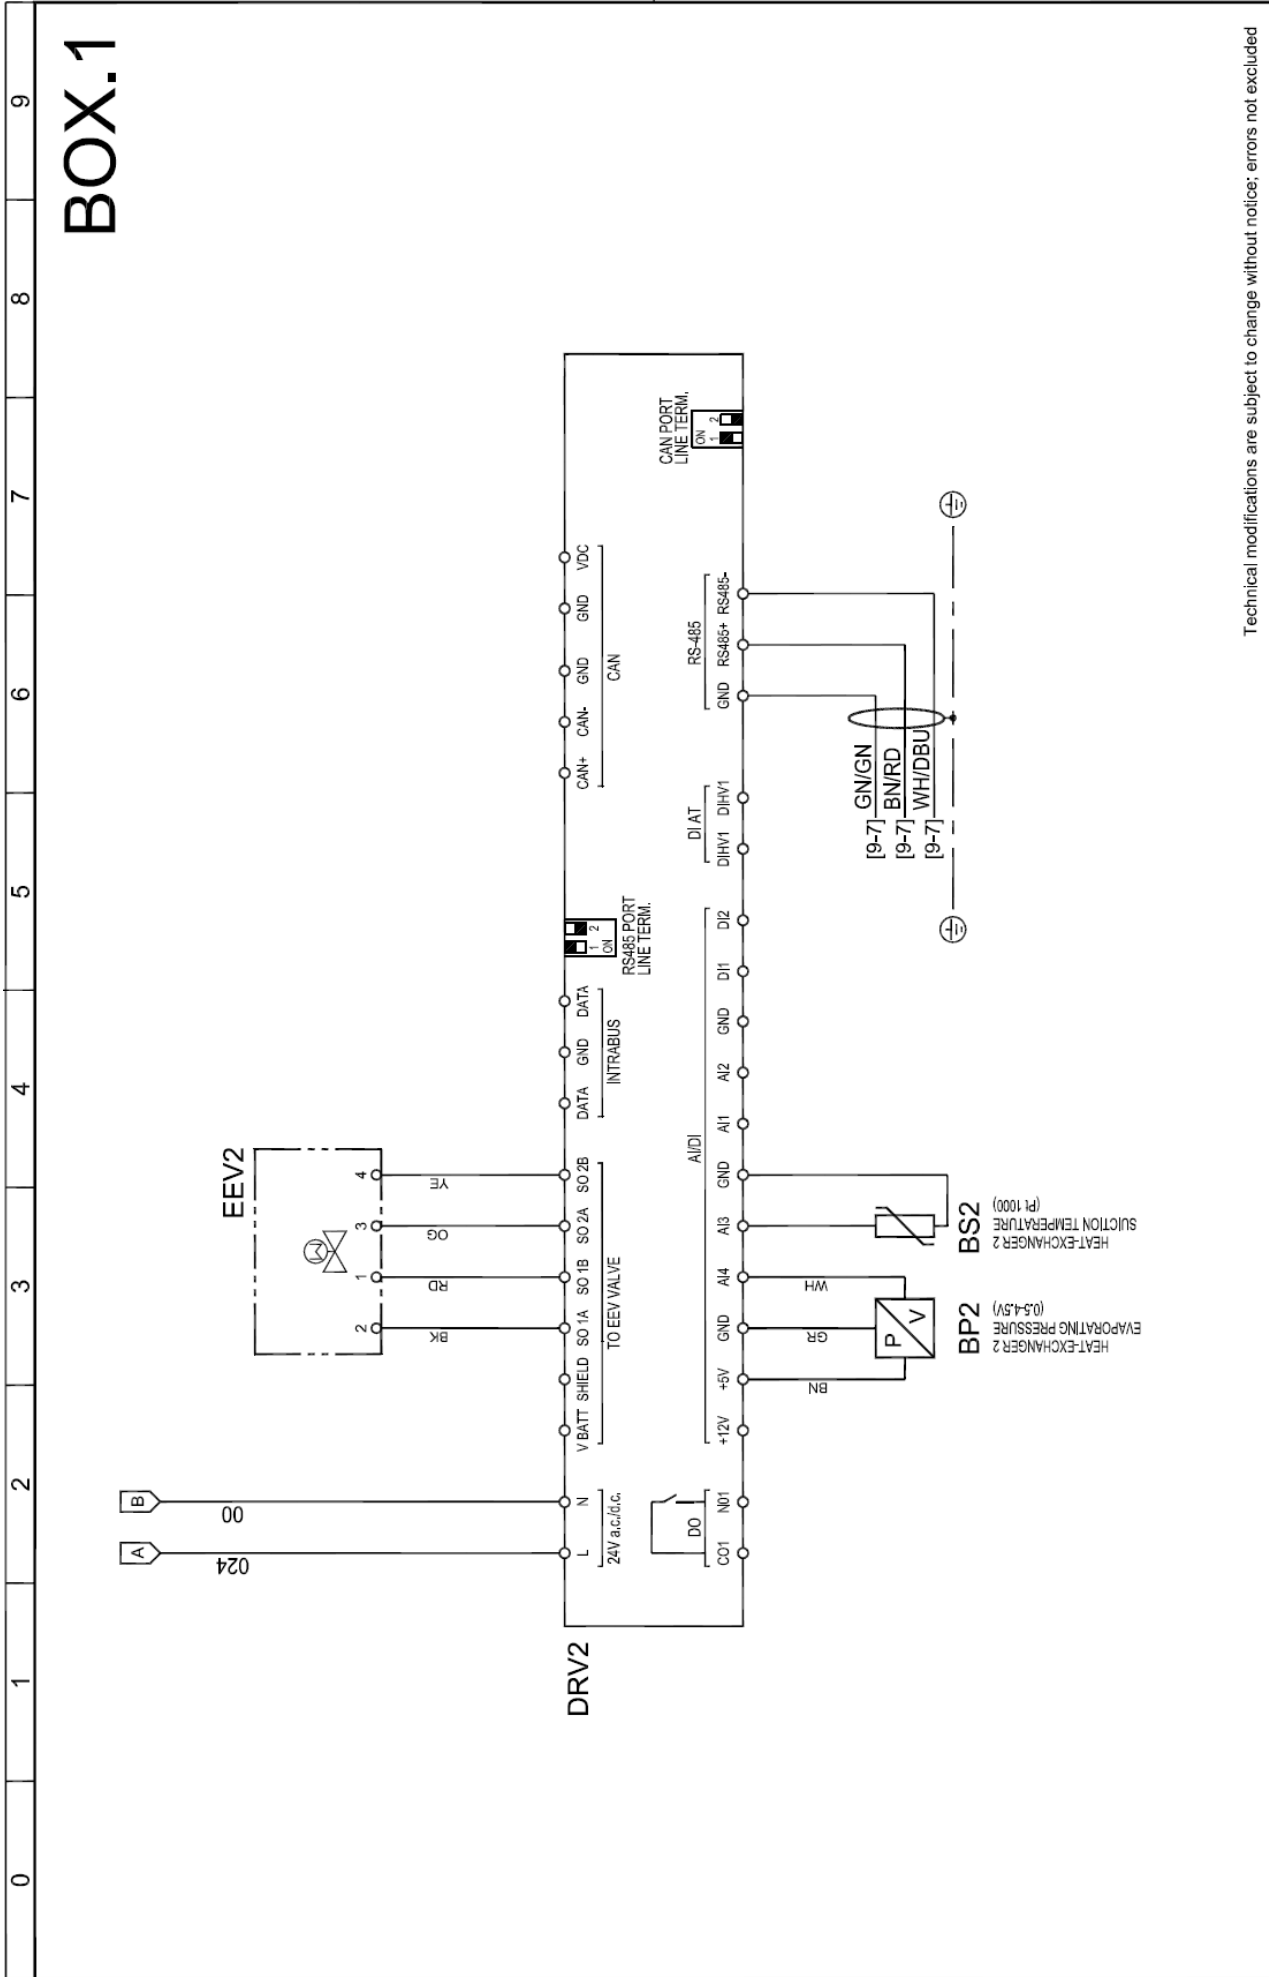 0 1 2 3 4 5 6 7 8 9
BOX.1
A
B
024
00
EEV2
2 1 3 4
BK RD OG YE
DRV2
L N
24V a.c./d.c.
V BATT SHIELD SO 1A SO 1B SO 2A SO 2B
TO EEV VALVE
DATA GND DATA
INTRABUS
1 2
ON
RS485 PORT
LINE TERM.
CAN+ CAN- GND GND VDC
CAN
CAN PORT
LINE TERM.
ON
1 2
DO
CO1 N01
AI/DI
+12V +5V GND AI4 AI3 GND AI1 AI2 GND DI1 DI2
DI AT
DIHV1 DIHV1
RS-485
GND RS485+ RS485-
BN GR WH
P
V
BP2
HEAT-EXCHANGER 2
EVAPORATING PRESSURE
(0.5-4.5V)
BS2
HEAT-EXCHANGER 2
SUICTION TEMPERATURE
(Pt 1000)
[9-7] GN/GN
[9-7] BN/RD
[9-7] WH/DBU
Technical modifications are subject to change without notice; errors not excluded